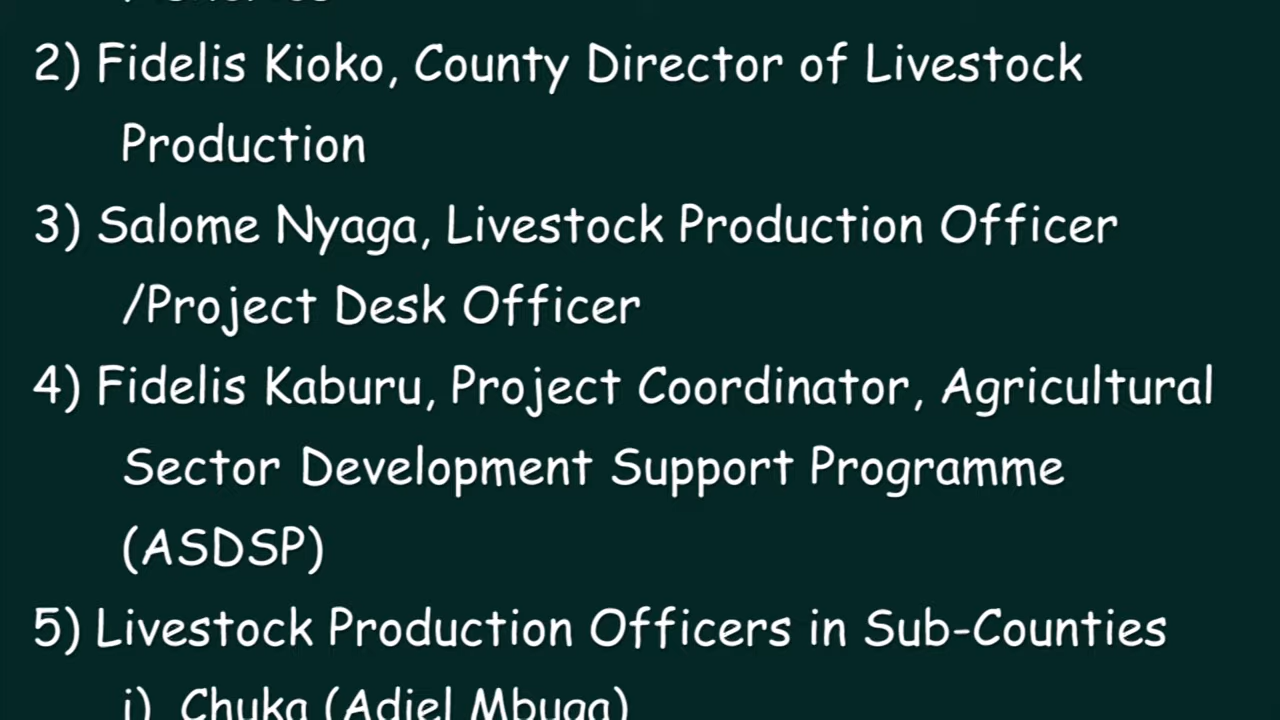 2) Fidelis Kioko, County Director of Livestock
Production
3) Salome Nyaga, Livestock Production Officer
/Project Desk Officer
4) Fidelis Kaburu, Project Coordinator, Agricultural
Sector Development Support Programme
(ASDSP)
5) Livestock Production Officers in Sub-Counties
i) Chuka (Adiel Mbuga)